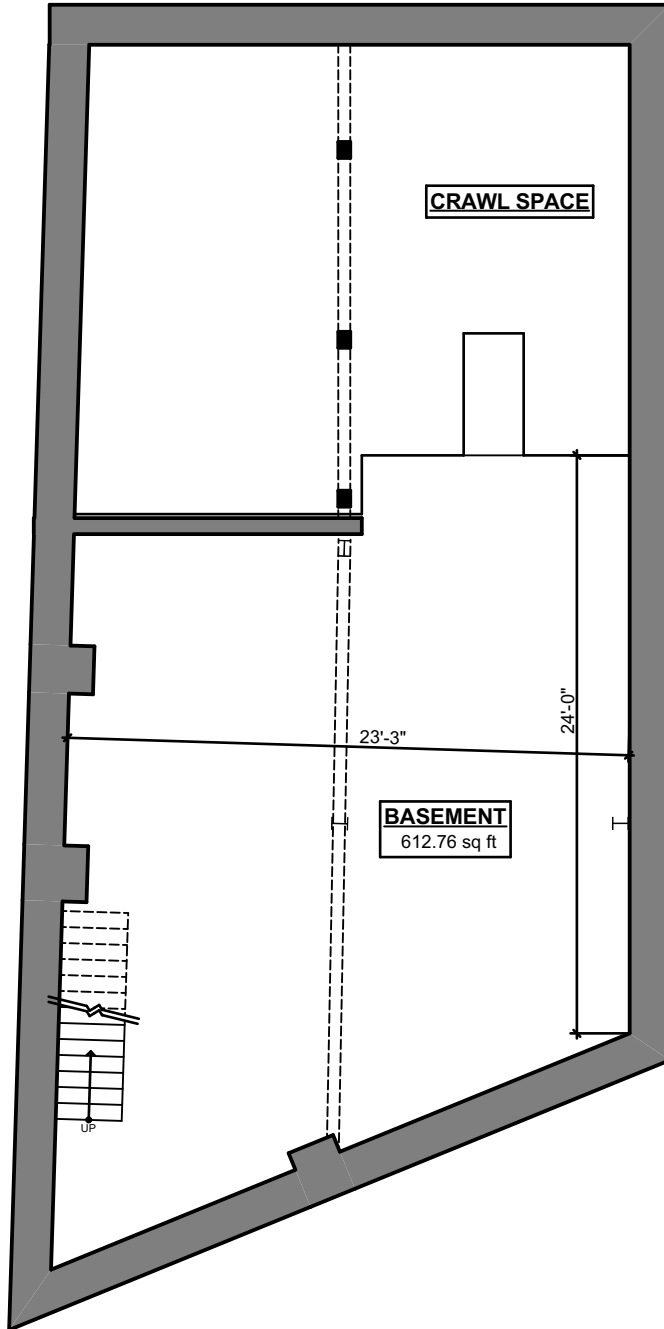 CRAWL SPACE
24'-0"
23'-3"
BASEMENT
612.76 sq ft
UP